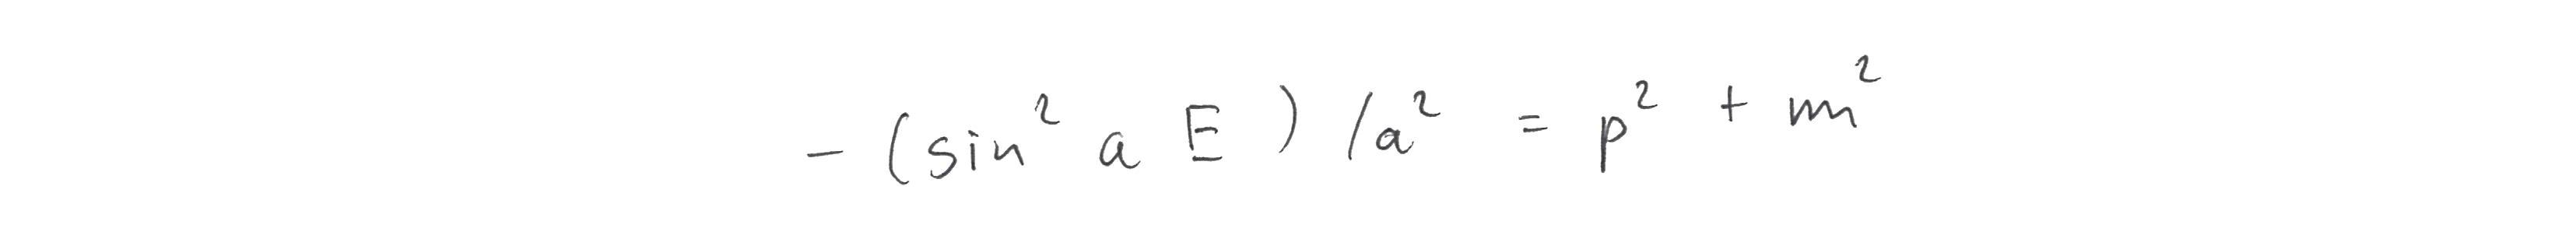 - (sin² a E) /a² = p² + m²